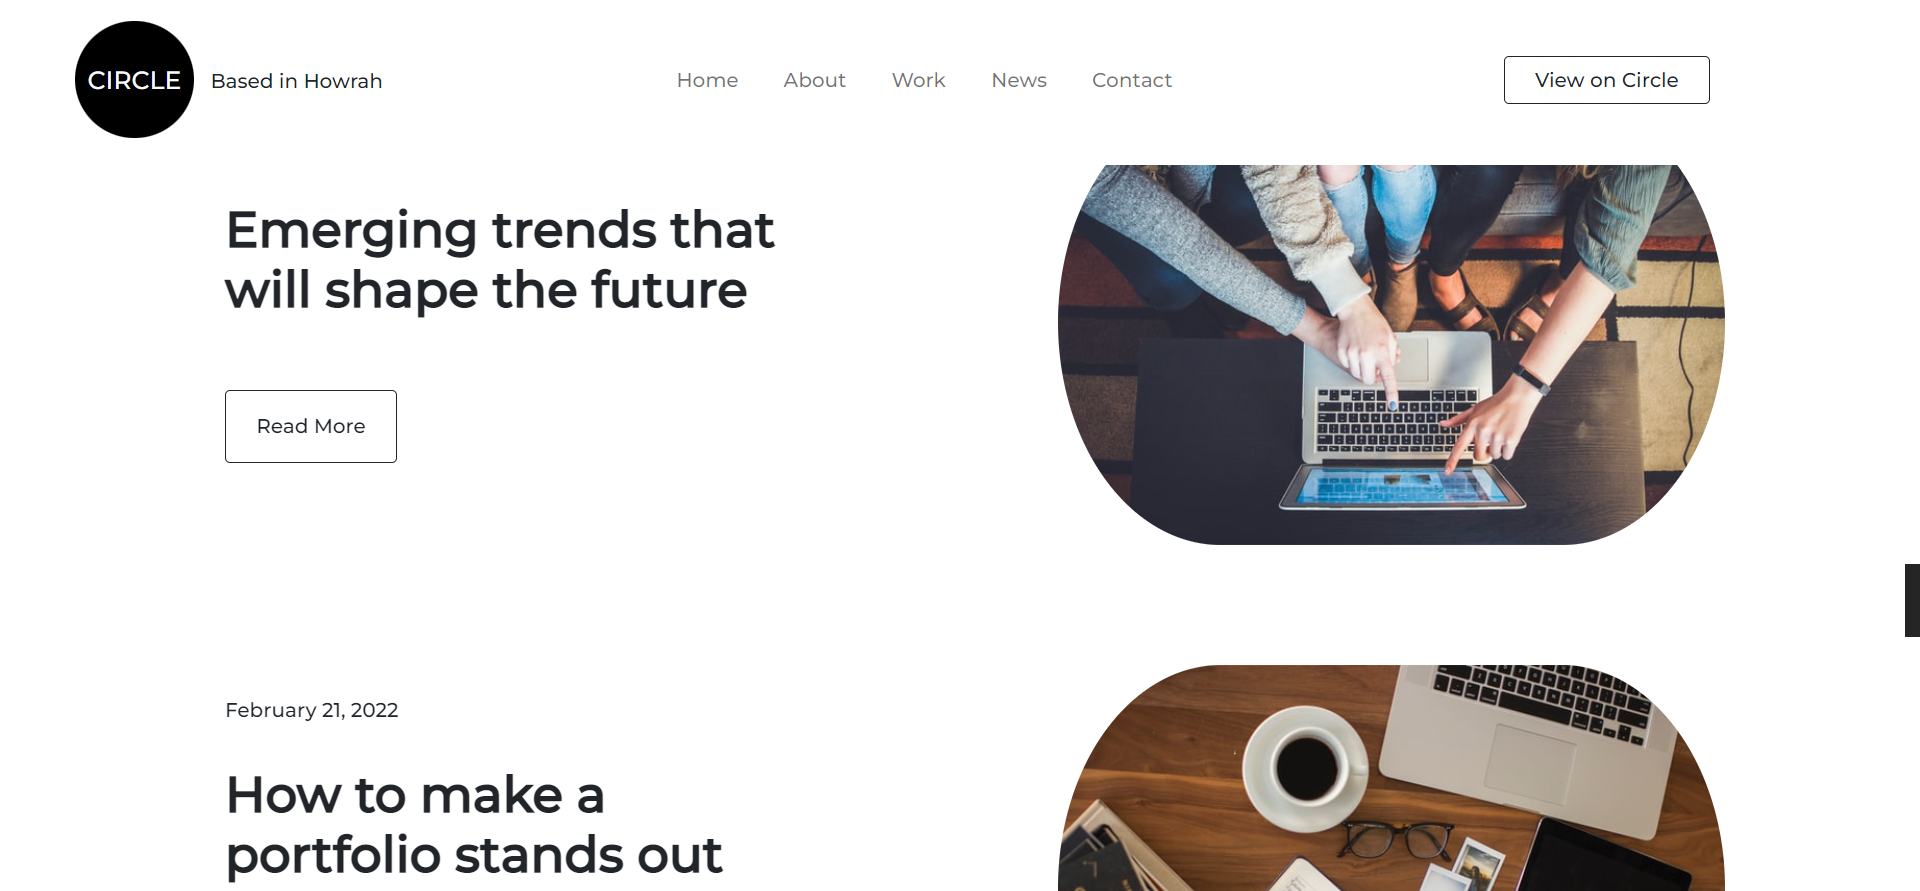 CIRCLE
Based in Howrah
Home
About
Work
News
Contact
View on Circle
Emerging trends that
will shape the future
Read More
February 21, 2022
How to make a
portfolio stands out